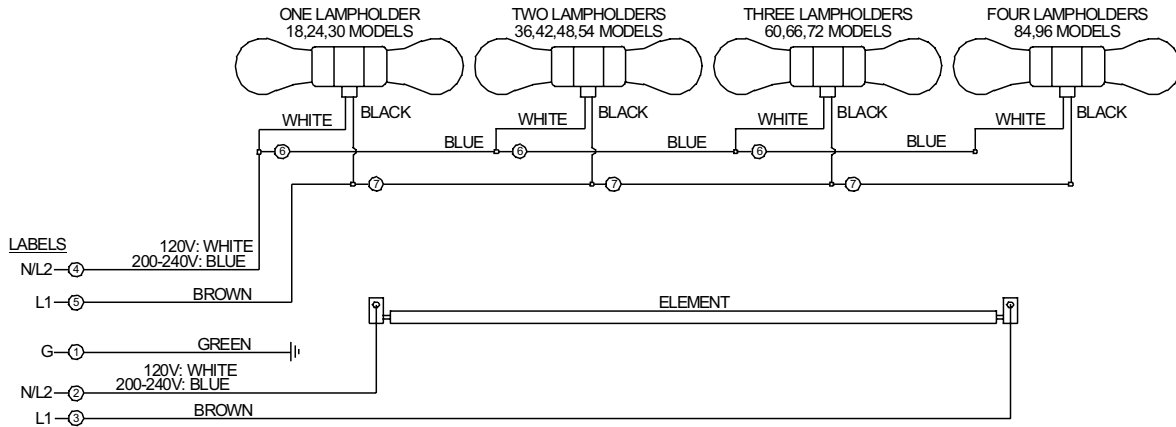 ONE LAMPHOLDER
18,24,30 MODELS
TWO LAMPHOLDERS
36,42,48,54 MODELS
THREE LAMPHOLDERS
60,66,72 MODELS
FOUR LAMPHOLDERS
84,96 MODELS
WHITE
BLACK
WHITE
BLACK
WHITE
BLACK
WHITE
BLACK
6
BLUE
6
BLUE
6
BLUE
7
7
7
LABELS
120V: WHITE
200-240V: BLUE
N/L2 4
L1 5
BROWN
ELEMENT
G 1
GREEN
120V: WHITE
200-240V: BLUE
N/L2 2
L1 3
BROWN